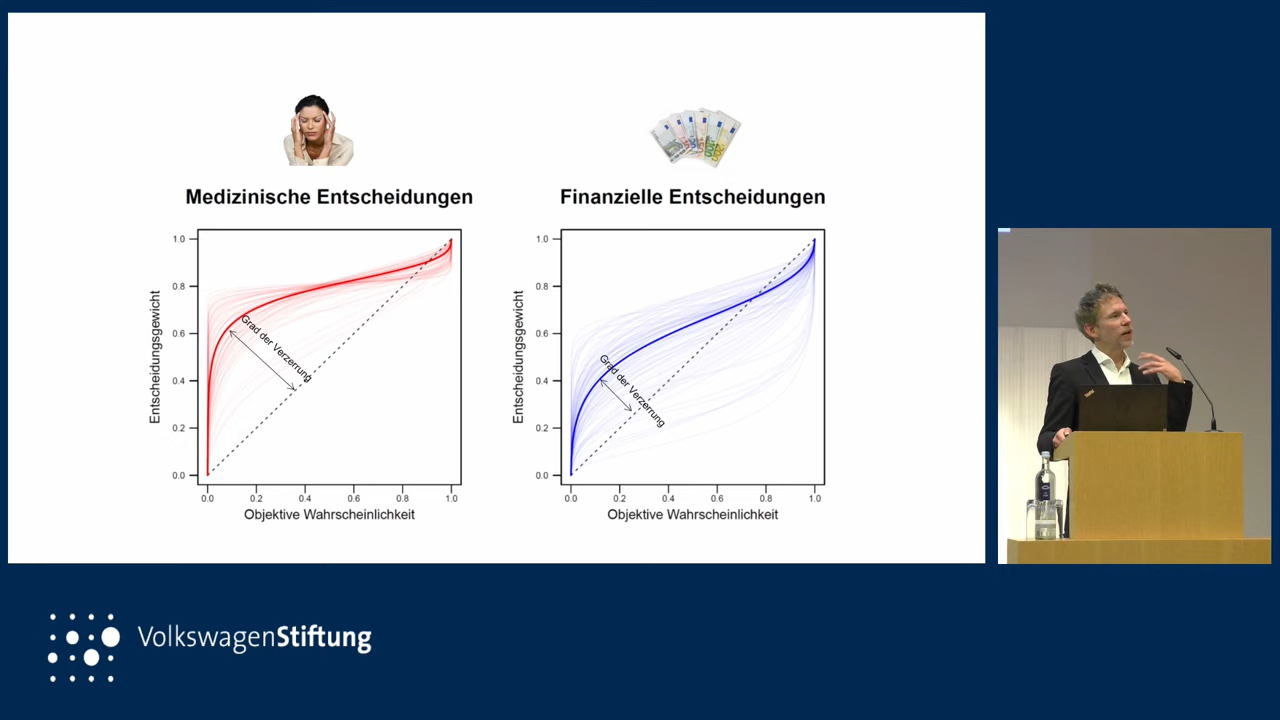 Medizinische Entscheidungen
Finanzielle Entscheidungen
1.0
0.8
0.6
0.4
0.2
0.0
0.0 0.2 0.4 0.6 0.8 1.0
Entscheidungsgewicht
Objektive Wahrscheinlichkeit
Grad der Verzerrung
1.0
0.8
0.6
0.4
0.2
0.0
0.0 0.2 0.4 0.6 0.8 1.0
Entscheidungsgewicht
Objektive Wahrscheinlichkeit
Grad der Verzerrung
VolkswagenStiftung